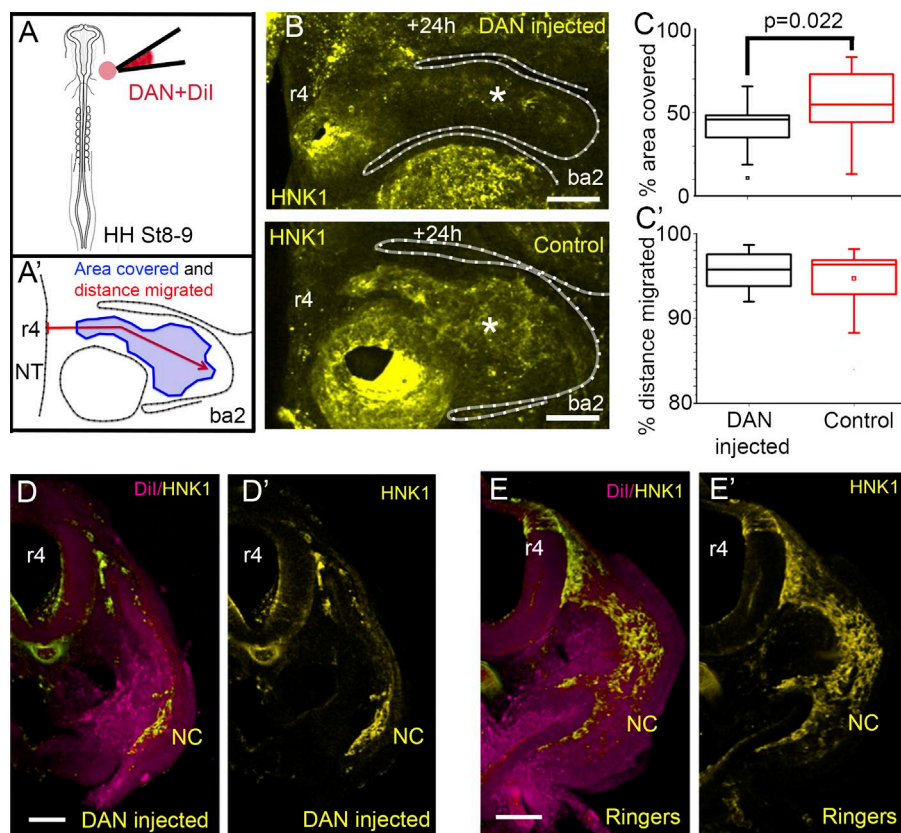 A
DAN+DiI
HH St8-9
A'
Area covered and
distance migrated
r4
NT
ba2
B
+24h
DAN injected
r4
*
ba2
HNK1
HNK1
+24h
Control
r4
*
ba2
C
p=0.022
% area covered
100
50
0
C'
% distance migrated
100
90
80
DAN
injected
Control
D
DiI/HNK1
r4
NC
DAN injected
D'
HNK1
r4
NC
DAN injected
E
DiI/HNK1
r4
NC
Ringers
E'
HNK1
r4
NC
Ringers